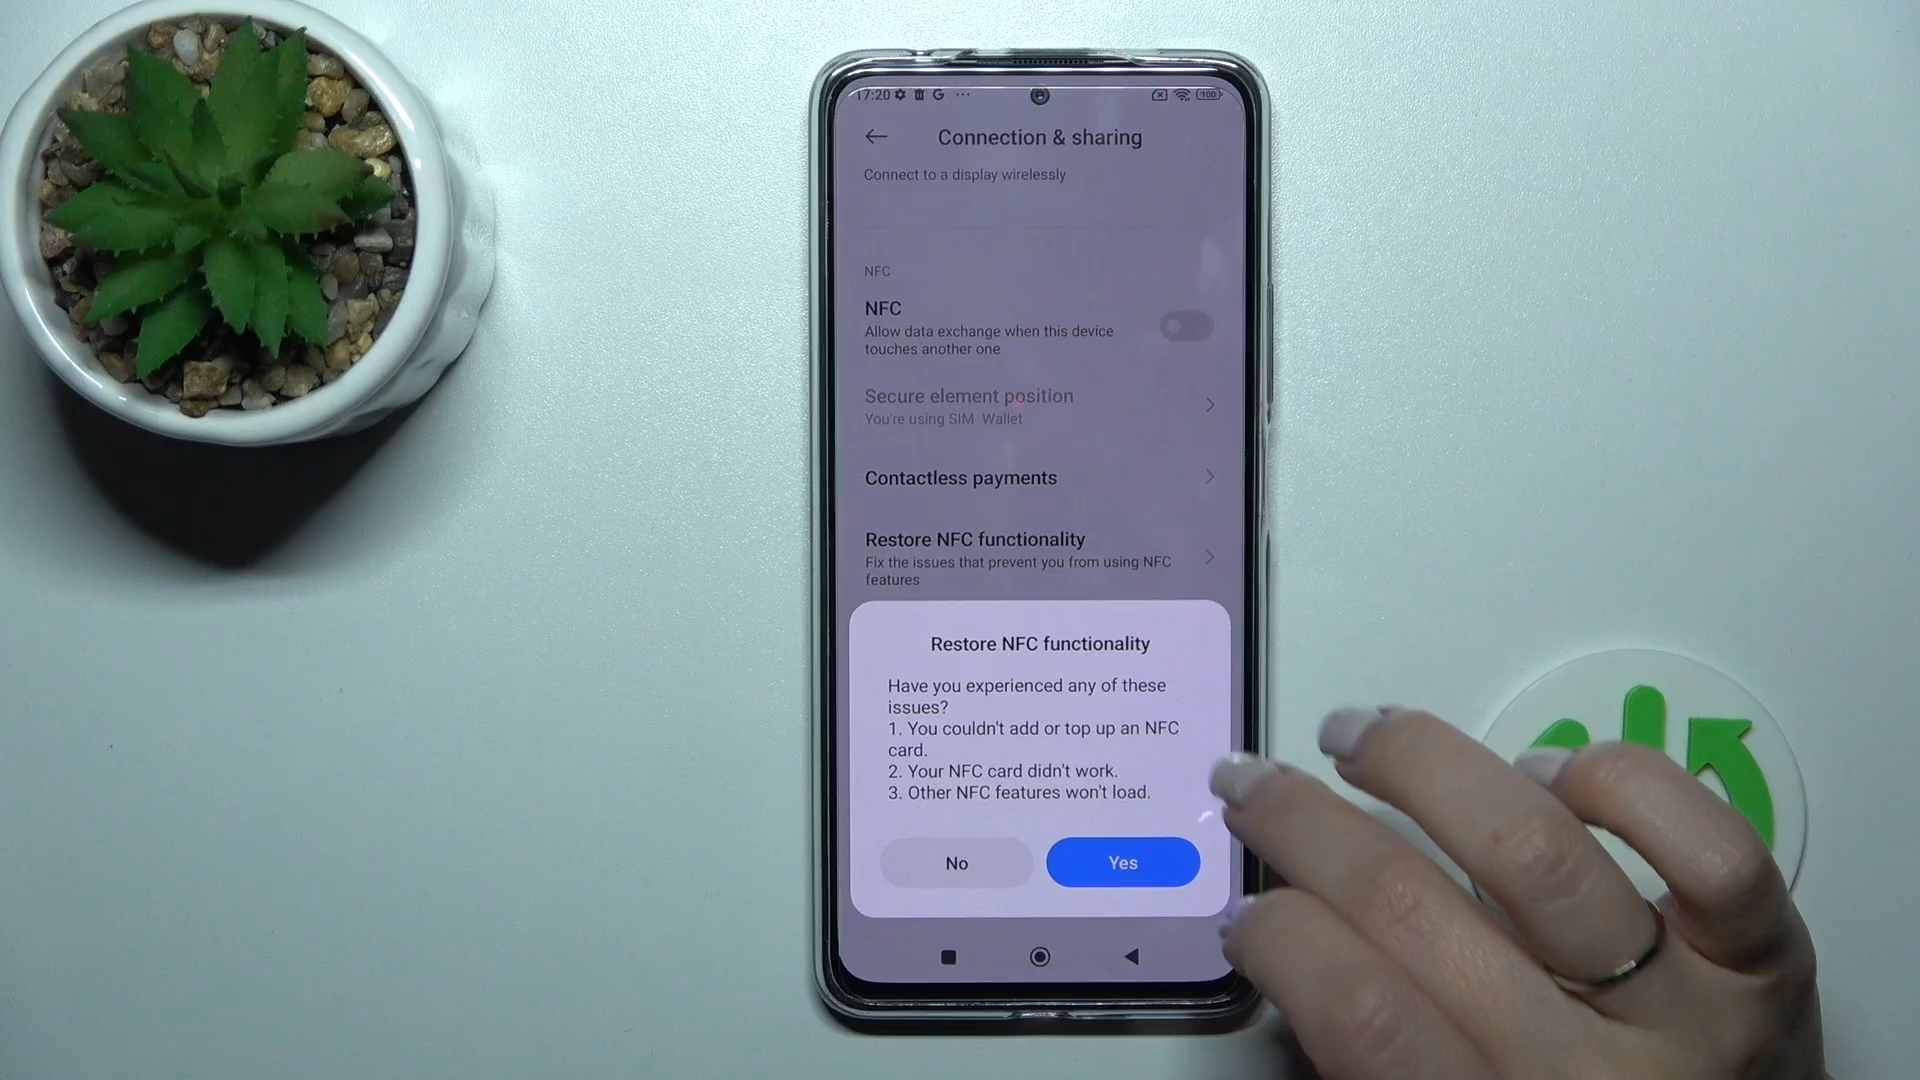 17:20 G ...
100
Connection & sharing
Connect to a display wirelessly
NFC
NFC
Allow data exchange when this device
touches another one
Secure element position
You're using SIM Wallet
Contactless payments
Restore NFC functionality
Fix the issues that prevent you from using NFC
features
Restore NFC functionality
Have you experienced any of these
issues?
1. You couldn't add or top up an NFC
card.
2. Your NFC card didn't work.
3. Other NFC features won't load.
No
Yes